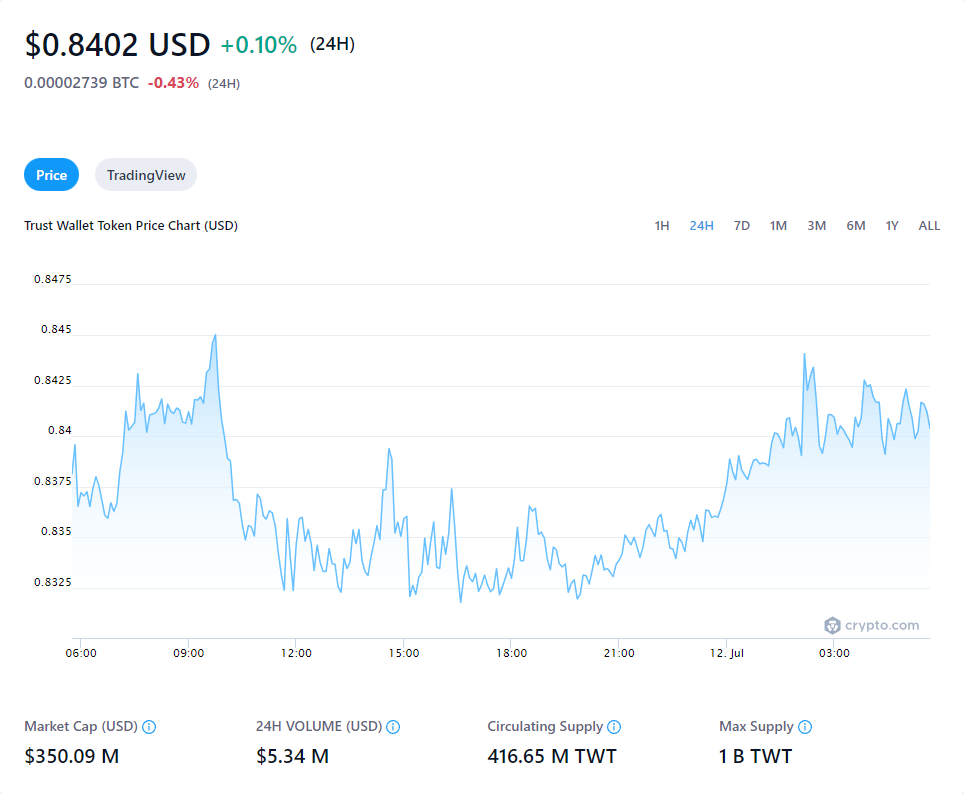 $0.8402 USD +0.10% (24H)
0.00002739 BTC -0.43% (24H)
Price TradingView
Trust Wallet Token Price Chart (USD) 1H 24H 7D 1M 3M 6M 1Y ALL
0.8475
0.845
0.8425
0.84
0.8375
0.835
0.8325
crypto.com
06:00 09:00 12:00 15:00 18:00 21:00 12. Jul 03:00
Market Cap (USD) 24H VOLUME (USD) Circulating Supply Max Supply
$350.09 M $5.34 M 416.65 M TWT 1 B TWT